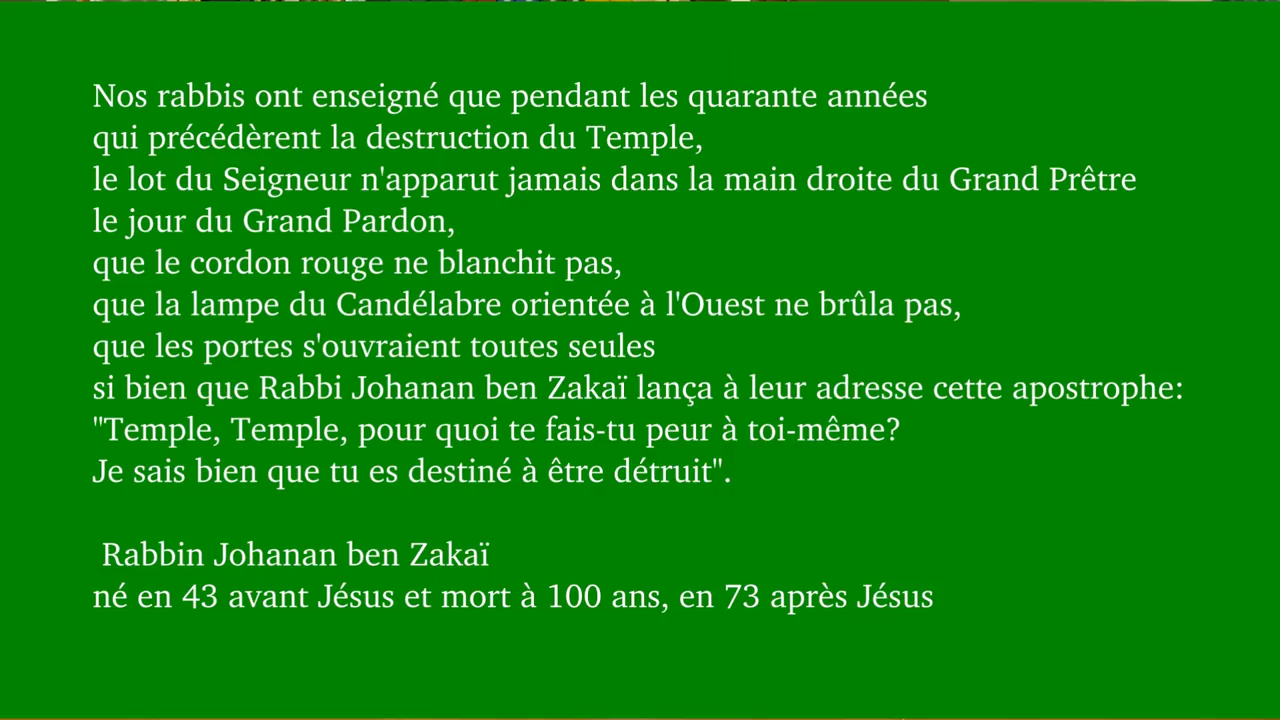 Nos rabbis ont enseigné que pendant les quarante années
qui précédèrent la destruction du Temple,
le lot du Seigneur n'apparut jamais dans la main droite du Grand Prêtre
le jour du Grand Pardon,
que le cordon rouge ne blanchit pas,
que la lampe du Candélabre orientée à l'Ouest ne brûla pas,
que les portes s'ouvraient toutes seules
si bien que Rabbi Johanan ben Zakaï lança à leur adresse cette apostrophe:
"Temple, Temple, pour quoi te fais-tu peur à toi-même?
Je sais bien que tu es destiné à être détruit".
Rabbin Johanan ben Zakaï
né en 43 avant Jésus et mort à 100 ans, en 73 après Jésus